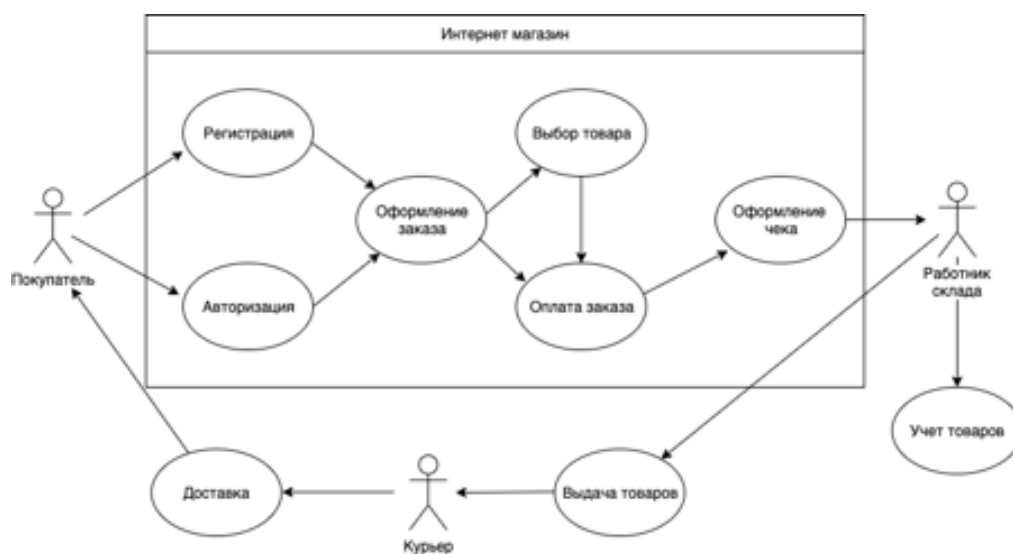 Интернет магазин
Регистрация
Выбор товара
Оформление
заказа
Оформление
чека
Покупатель
Авторизация
Оплата заказа
Работник
склада
Учет товаров
Доставка
Выдача товаров
Курьер